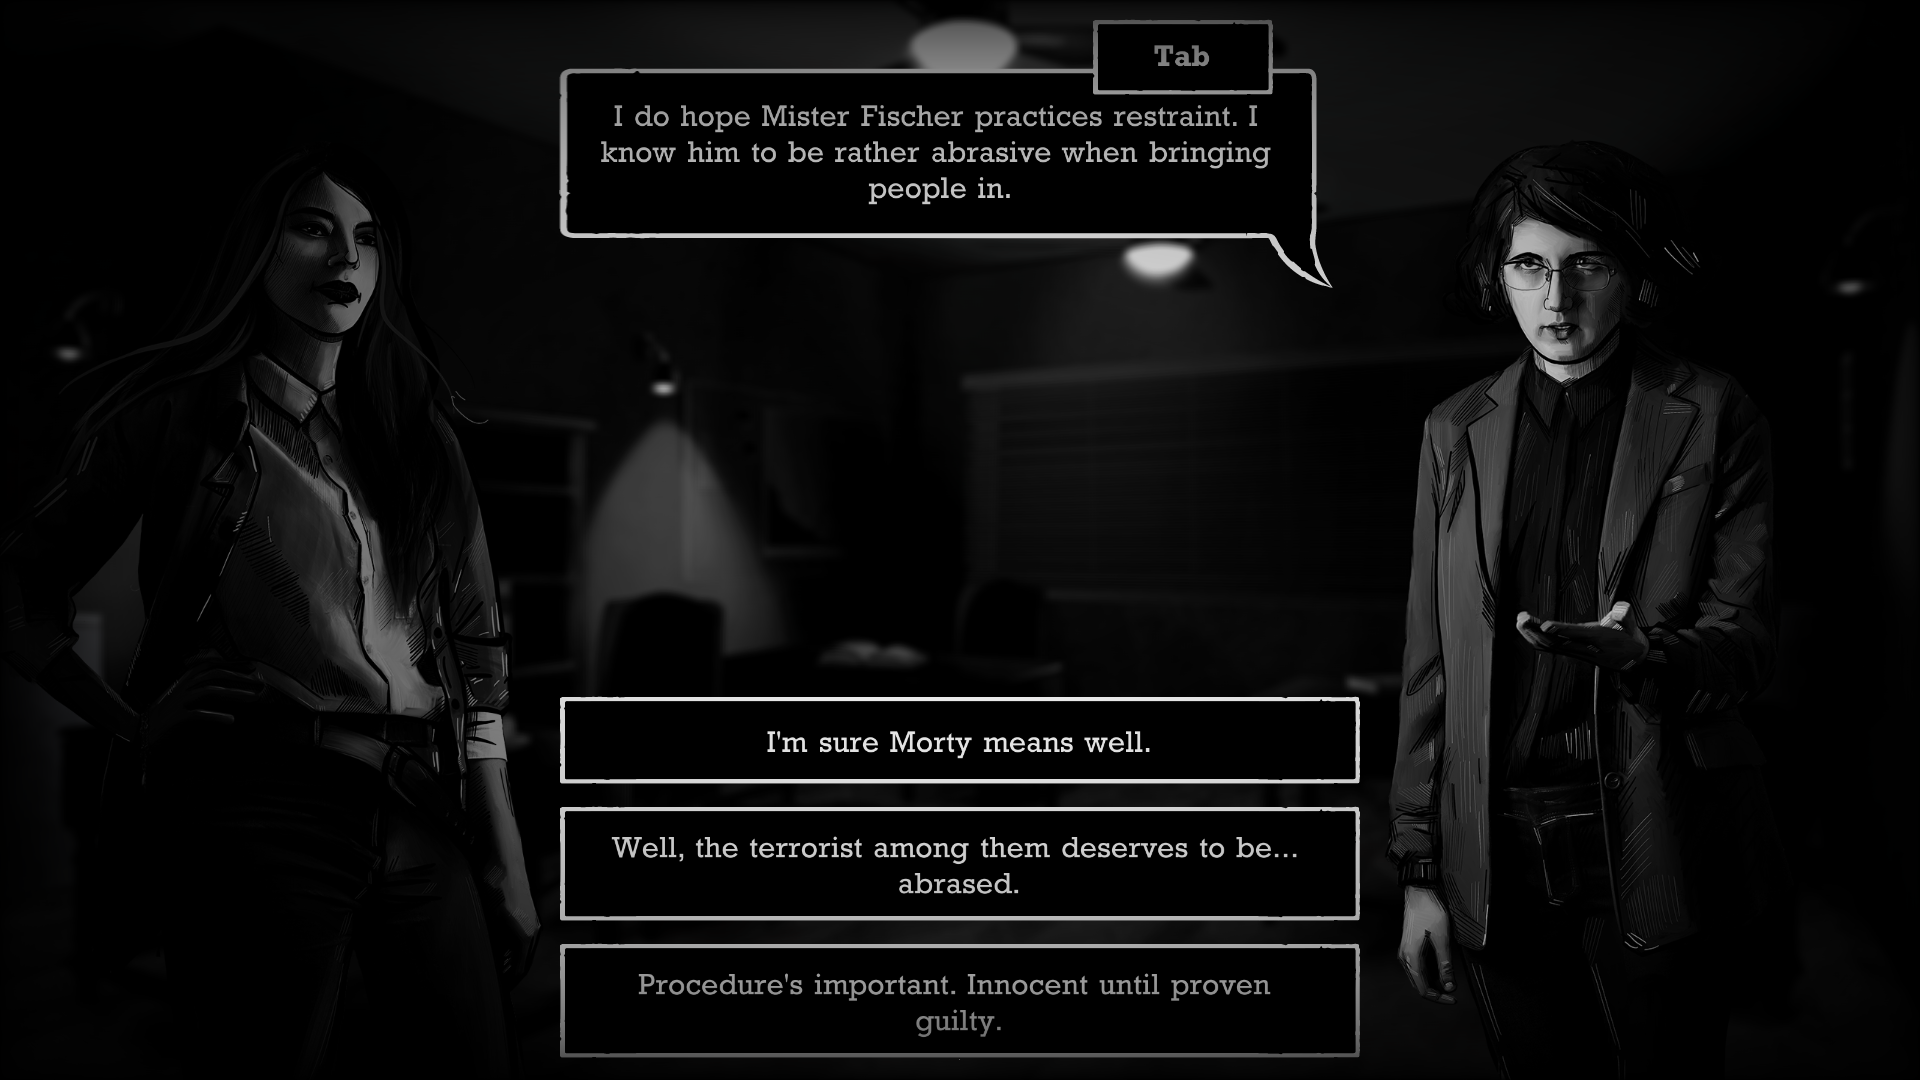 Tab
I do hope Mister Fischer practices restraint. I
know him to be rather abrasive when bringing
people in.
I'm sure Morty means well.
Well, the terrorist among them deserves to be...
abrased.
Procedure's important. Innocent until proven
guilty.